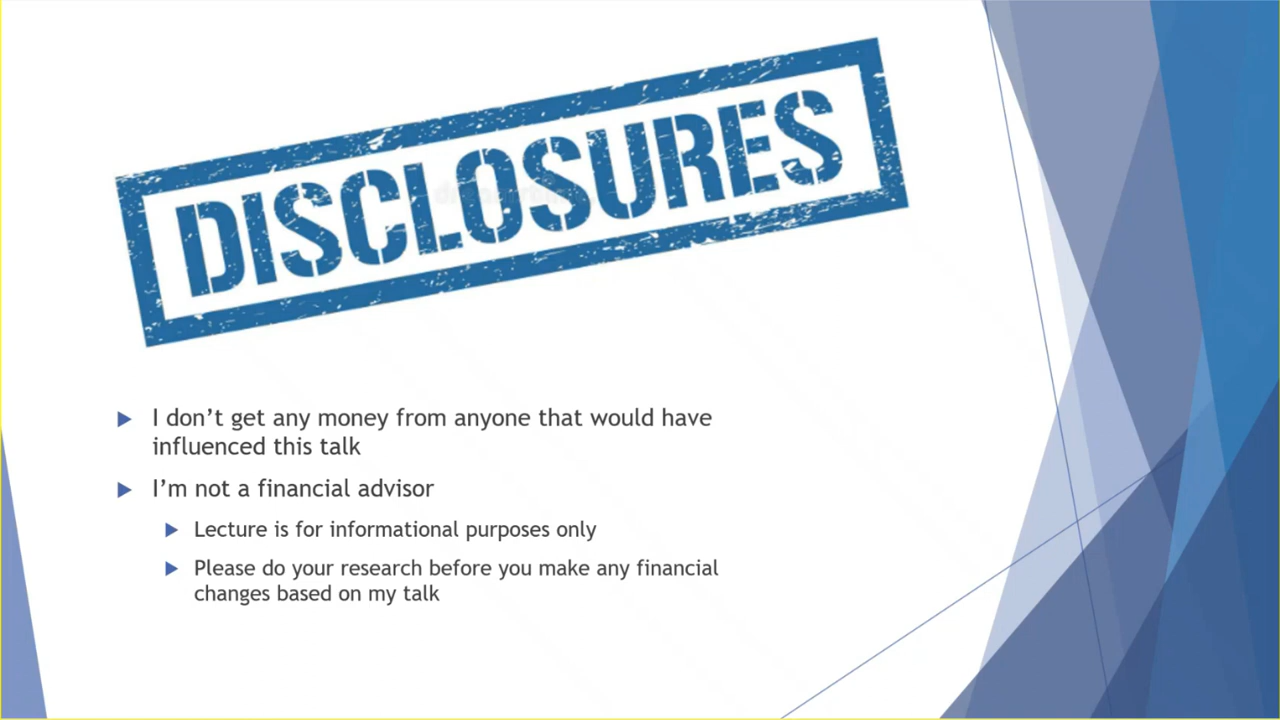 DISCLOSURES
I don’t get any money from anyone that would have
influenced this talk
I’m not a financial advisor
Lecture is for informational purposes only
Please do your research before you make any financial
changes based on my talk